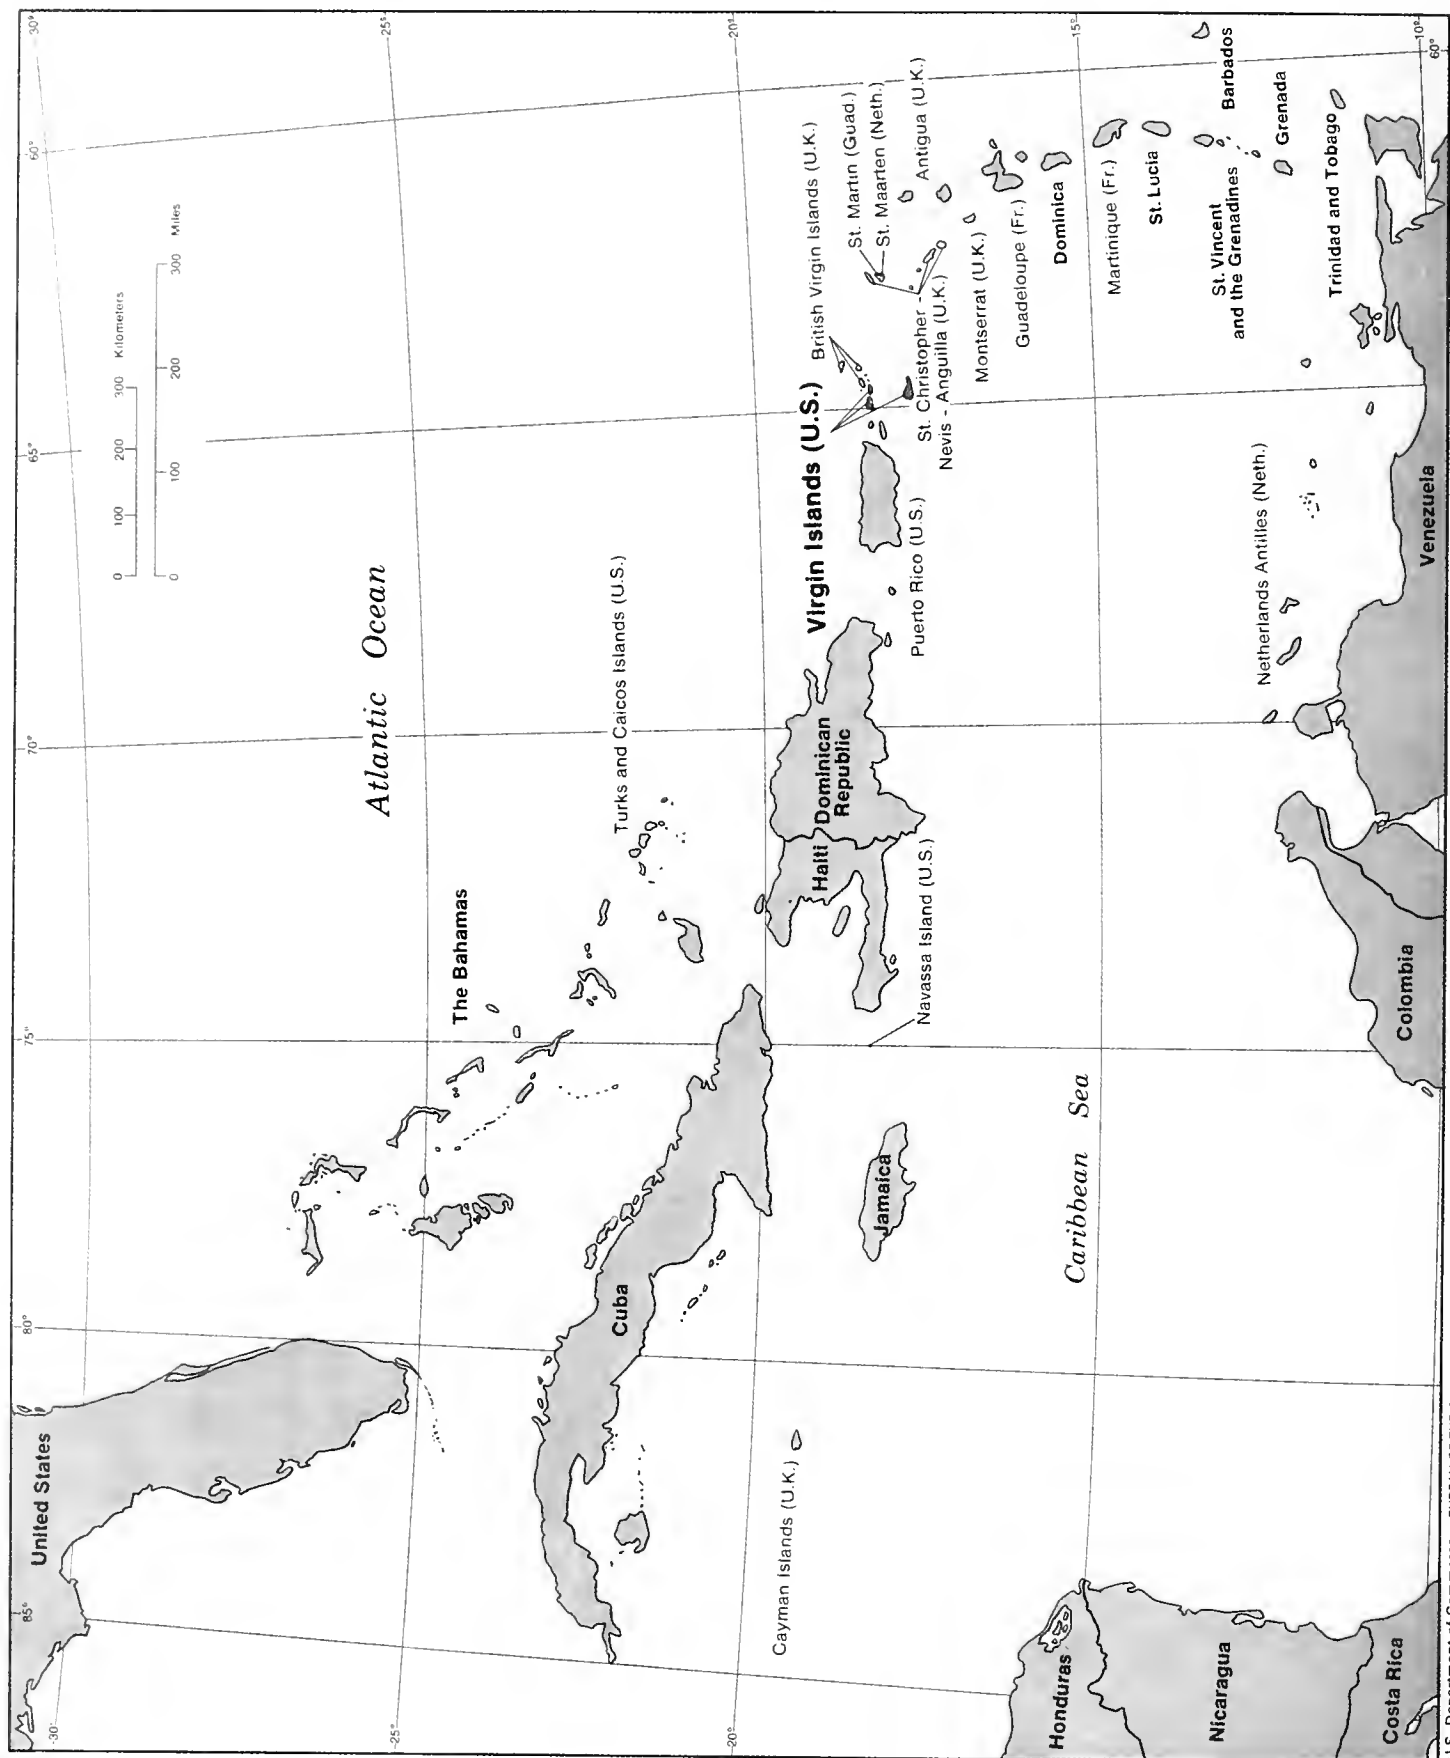 85°
80°
75°
70°
65°
60°
30°
30°
25°
25°
20°
20°
15°
10°
60°
0
100
200
300
Kilometers
0
100
200
300
Miles
United States
Atlantic Ocean
The Bahamas
Turks and Caicos Islands (U.S.)
Cuba
Cayman Islands (U.K.)
Jamaica
Haiti
Dominican
Republic
Navassa Island (U.S.)
Puerto Rico (U.S.)
Virgin Islands (U.S.)
British Virgin Islands (U.K.)
St. Martin (Guad.)
St. Maarten (Neth.)
St. Christopher -
Nevis - Anguilla (U.K.)
Antigua (U.K.)
Montserrat (U.K.)
Guadeloupe (Fr.)
Dominica
Martinique (Fr.)
St. Lucia
St. Vincent
and the Grenadines
Barbados
Grenada
Trinidad and Tobago
Netherlands Antilles (Neth.)
Caribbean Sea
Honduras
Nicaragua
Costa Rica
Colombia
Venezuela